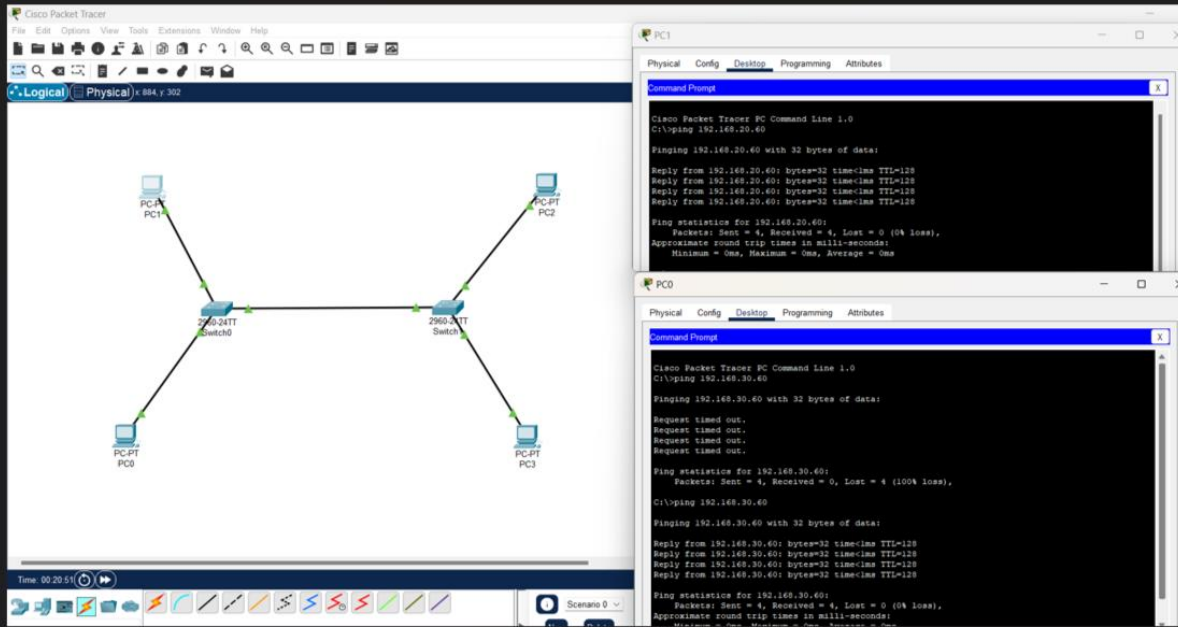 Cisco Packet Tracer
File Edit Options View Tools Extensions Window Help
Logical Physical x: 884, y: 302
PC-PT
PC1
PC-PT
PC2
2960-24TT
Switch0
2960-24TT
Switch
PC-PT
PC0
PC-PT
PC3
Time: 00:20:51
Scenario 0
PC1
Physical Config Desktop Programming Attributes
Command Prompt
X
Cisco Packet Tracer PC Command Line 1.0
C:\>ping 192.168.20.60
Pinging 192.168.20.60 with 32 bytes of data:
Reply from 192.168.20.60: bytes=32 time<1ms TTL=128
Reply from 192.168.20.60: bytes=32 time<1ms TTL=128
Reply from 192.168.20.60: bytes=32 time<1ms TTL=128
Reply from 192.168.20.60: bytes=32 time<1ms TTL=128
Ping statistics for 192.168.20.60:
Packets: Sent = 4, Received = 4, Lost = 0 (0% loss),
Approximate round trip times in milli-seconds:
Minimum = 0ms, Maximum = 0ms, Average = 0ms
PC0
Physical Config Desktop Programming Attributes
Command Prompt
X
Cisco Packet Tracer PC Command Line 1.0
C:\>ping 192.168.30.60
Pinging 192.168.30.60 with 32 bytes of data:
Request timed out.
Request timed out.
Request timed out.
Request timed out.
Ping statistics for 192.168.30.60:
Packets: Sent = 4, Received = 0, Lost = 4 (100% loss),
C:\>ping 192.168.30.60
Pinging 192.168.30.60 with 32 bytes of data:
Reply from 192.168.30.60: bytes=32 time<1ms TTL=128
Reply from 192.168.30.60: bytes=32 time<1ms TTL=128
Reply from 192.168.30.60: bytes=32 time<1ms TTL=128
Reply from 192.168.30.60: bytes=32 time<1ms TTL=128
Ping statistics for 192.168.30.60:
Packets: Sent = 4, Received = 4, Lost = 0 (0% loss),
Approximate round trip times in milli-seconds: